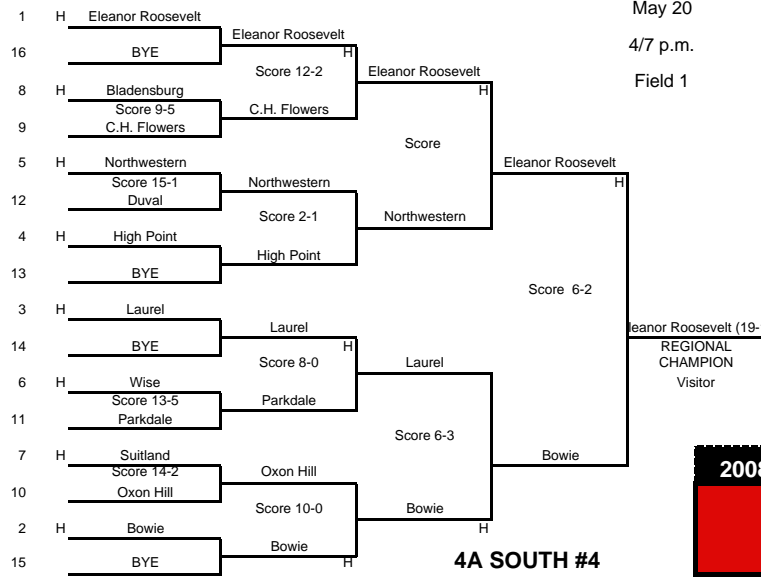 May 20
4/7 p.m.
Field 1
1 H Eleanor Roosevelt
Eleanor Roosevelt
16 BYE
H
Score 12-2
Eleanor Roosevelt
8 H Bladensburg
H
Score 9-5
C.H. Flowers
9 C.H. Flowers
Score
5 H Northwestern
Eleanor Roosevelt
Score 15-1
Northwestern
H
12 Duval
Score 2-1
Northwestern
4 H High Point
High Point
13 BYE
Score 6-2
3 H Laurel
Laurel
leanor Roosevelt (19-
14 BYE
H
REGIONAL
CHAMPION
Score 8-0
Laurel
Visitor
6 H Wise
Score 13-5
Parkdale
11 Parkdale
Score 6-3
7 H Suitland
Bowie
Score 14-2
Oxon Hill
2008
10 Oxon Hill
Score 10-0
Bowie
2 H Bowie
H
Bowie
15 BYE
H
4A SOUTH #4